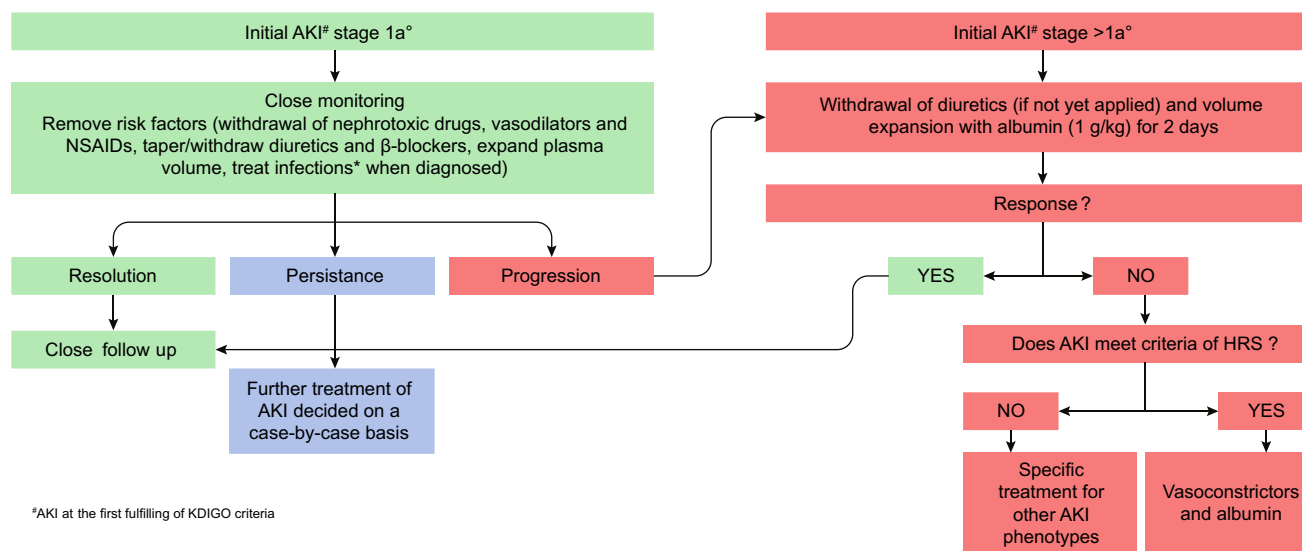 Initial AKI# stage 1a°
Close monitoring
Remove risk factors (withdrawal of nephrotoxic drugs, vasodilators and
NSAIDs, taper/withdraw diuretics and β-blockers, expand plasma
volume, treat infections* when diagnosed)
Resolution
Persistance
Progression
Close follow up
Further treatment of
AKI decided on a
case-by-case basis
Initial AKI# stage >1a°
Withdrawal of diuretics (if not yet applied) and volume
expansion with albumin (1 g/kg) for 2 days
Response ?
YES
NO
Does AKI meet criteria of HRS ?
NO
YES
Specific
treatment for
other AKI
phenotypes
Vasoconstrictors
and albumin
#AKI at the first fulfilling of KDIGO criteria